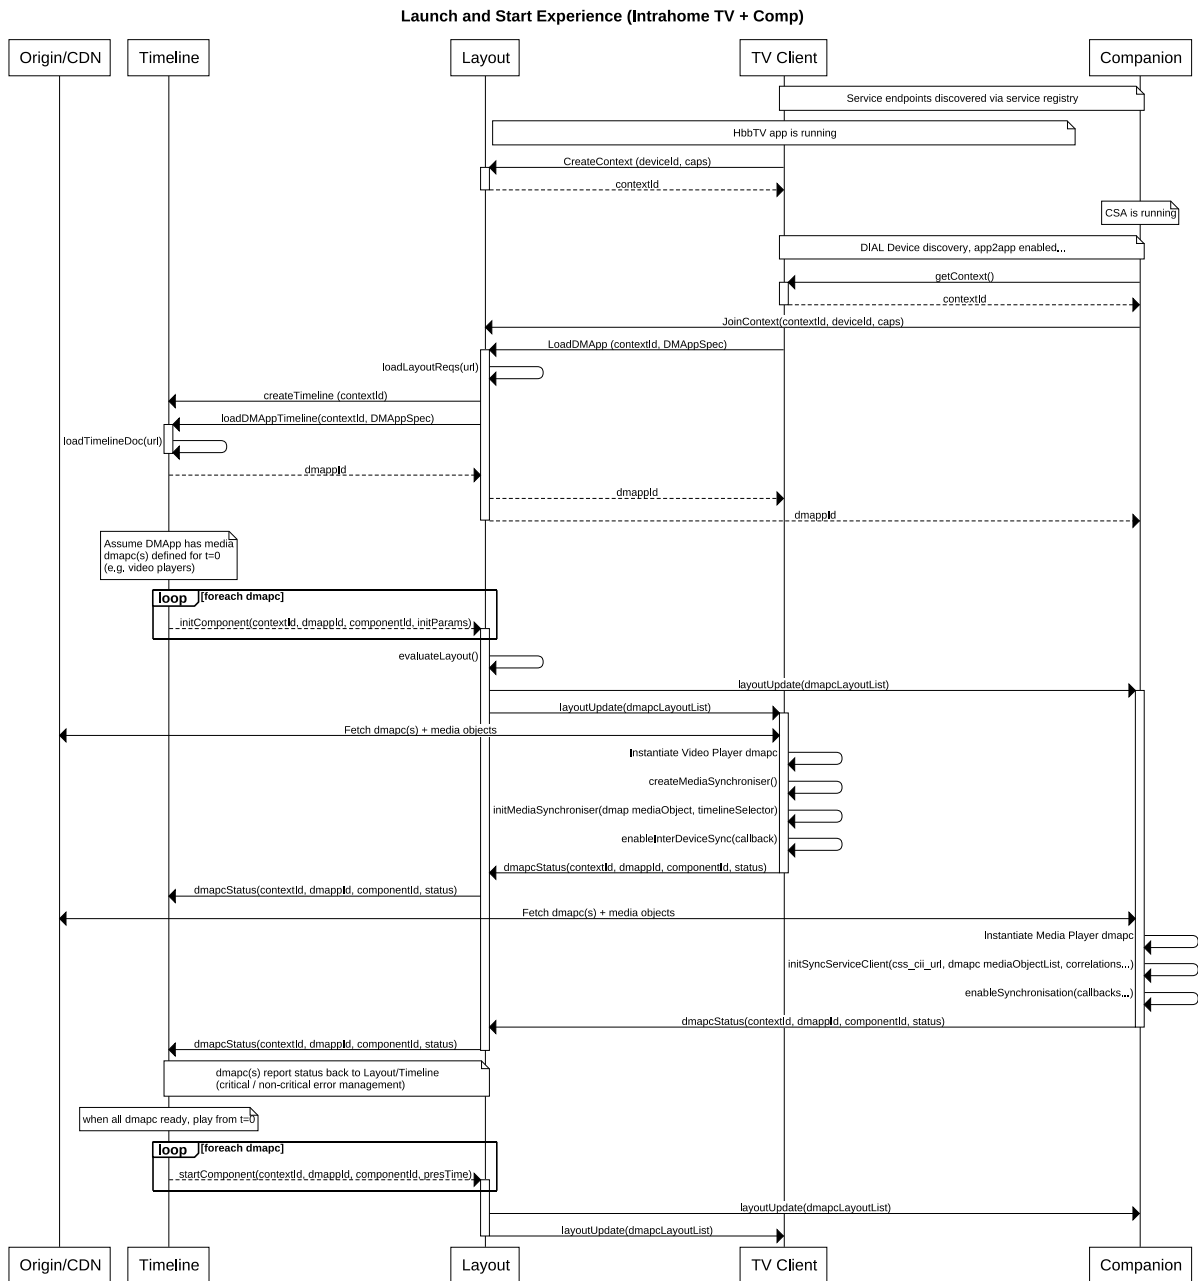 Launch and Start Experience (Intrahome TV + Comp)
Origin/CDN
Timeline
Layout
TV Client
Companion
Service endpoints discovered via service registry
HbbTV app is running
CreateContext (deviceId, caps)
contextId
CSA is running
DIAL Device discovery, app2app enabled...
getContext()
contextId
JoinContext(contextId, deviceId, caps)
LoadDMApp (contextId, DMAppSpec)
loadLayoutReqs(url)
createTimeline (contextId)
loadDMAppTimeline(contextId, DMAppSpec)
loadTimelineDoc(url)
dmappId
dmappId
dmappId
Assume DMApp has media
dmapc(s) defined for t=0
(e.g. video players)
loop [foreach dmapc]
initComponent(contextId, dmappId, componentId, initParams)
evaluateLayout()
layoutUpdate(dmapcLayoutList)
layoutUpdate(dmapcLayoutList)
Fetch dmapc(s) + media objects
Instantiate Video Player dmapc
createMediaSynchroniser()
initMediaSynchroniser(dmap mediaObject, timelineSelector)
enableInterDeviceSync(callback)
dmapcStatus(contextId, dmappId, componentId, status)
dmapcStatus(contextId, dmappId, componentId, status)
Fetch dmapc(s) + media objects
Instantiate Media Player dmapc
initSyncServiceClient(css_cii_url, dmapc mediaObjectList, correlations...)
enableSynchronisation(callbacks...)
dmapcStatus(contextId, dmappId, componentId, status)
dmapcStatus(contextId, dmappId, componentId, status)
dmapc(s) report status back to Layout/Timeline
(critical / non-critical error management)
when all dmapc ready, play from t=0
loop [foreach dmapc]
startComponent(contextId, dmappId, componentId, presTime)
layoutUpdate(dmapcLayoutList)
layoutUpdate(dmapcLayoutList)
Origin/CDN
Timeline
Layout
TV Client
Companion